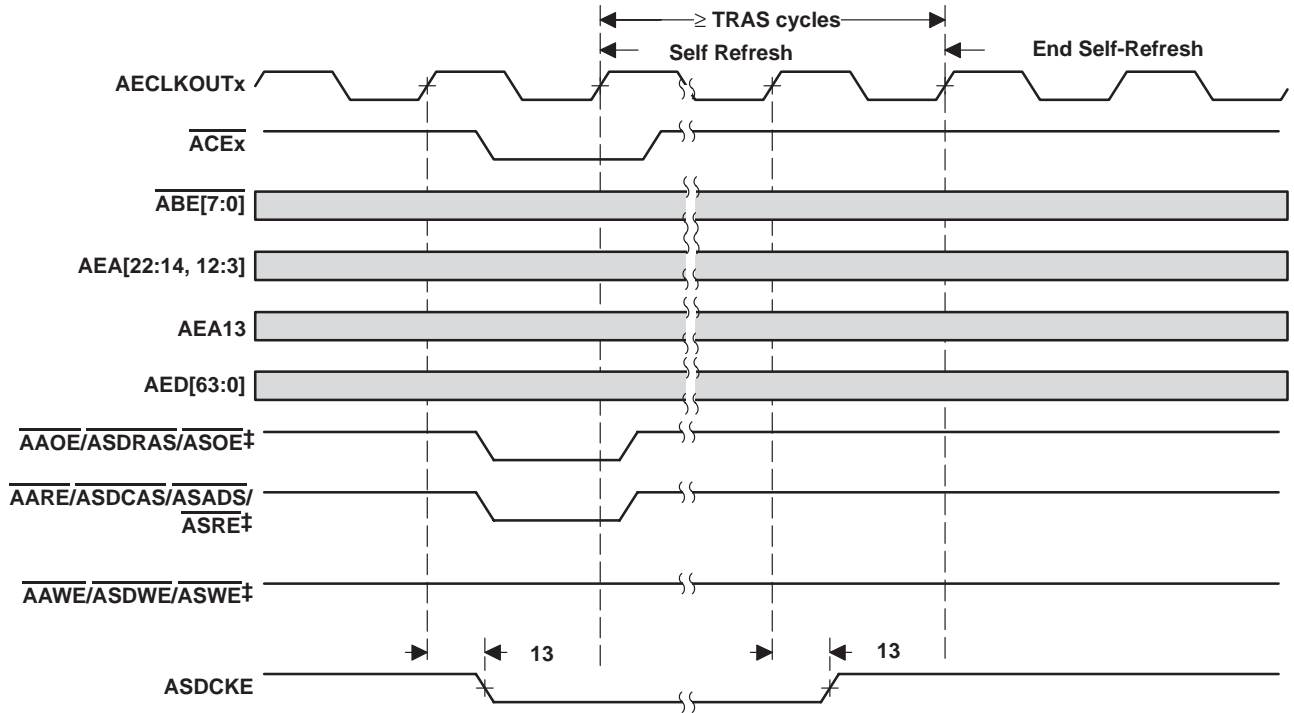 ≥ TRAS cycles
Self Refresh
End Self-Refresh
AECLKOUTx
ACEx
ABE[7:0]
AEA[22:14, 12:3]
AEA13
AED[63:0]
AAOE/ASDRAS/ASOE‡
AARE/ASDCAS/ASADS/
ASRE‡
AAWE/ASDWE/ASWE‡
13
13
ASDCKE